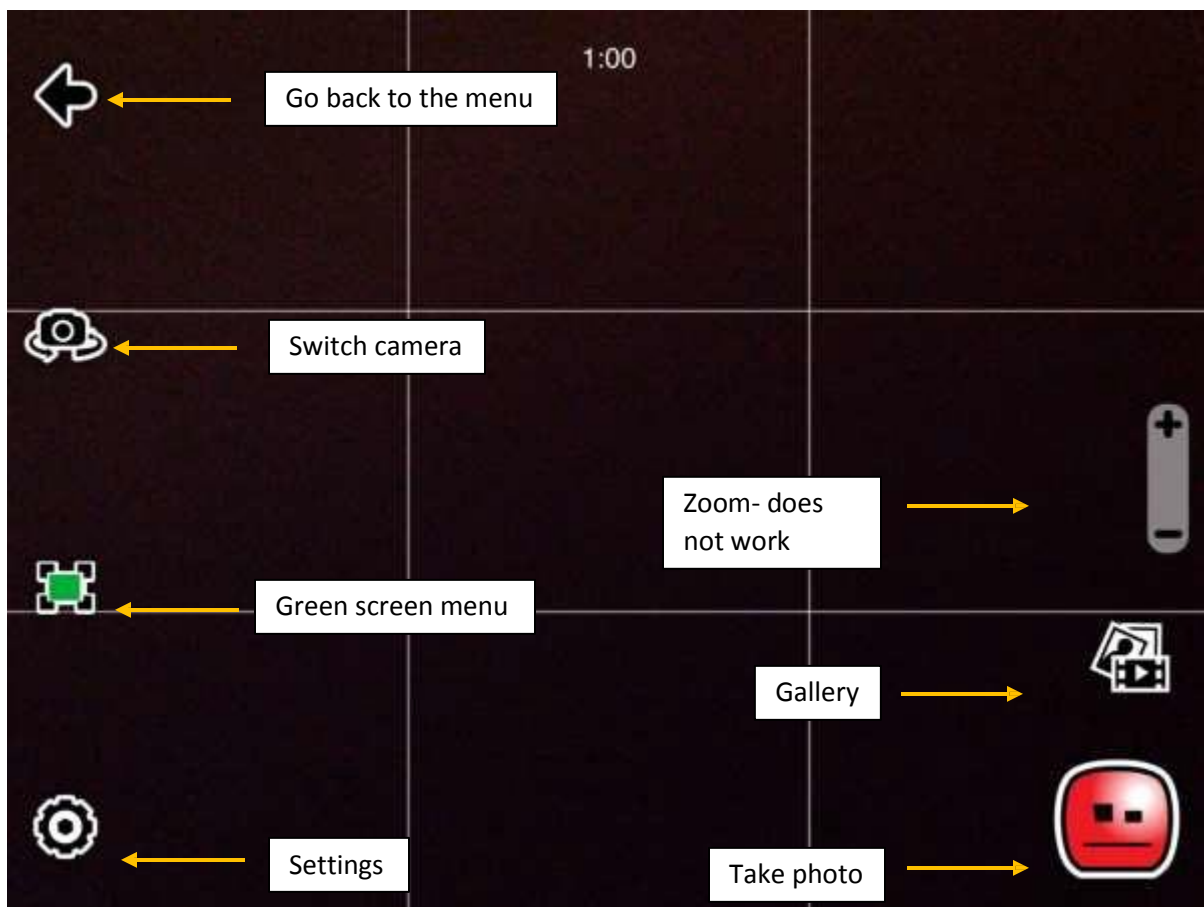 1:00
Go back to the menu
Switch camera
Zoom- does
not work
Green screen menu
Gallery
Settings
Take photo